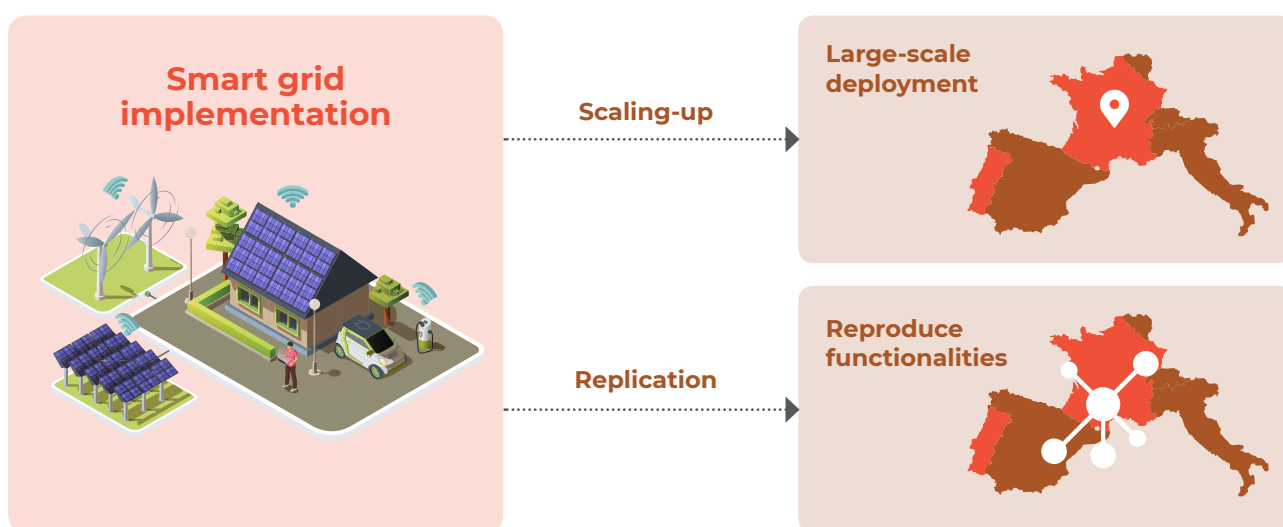 Smart grid
implementation
Scaling-up
Large-scale
deployment
Replication
Reproduce
functionalities